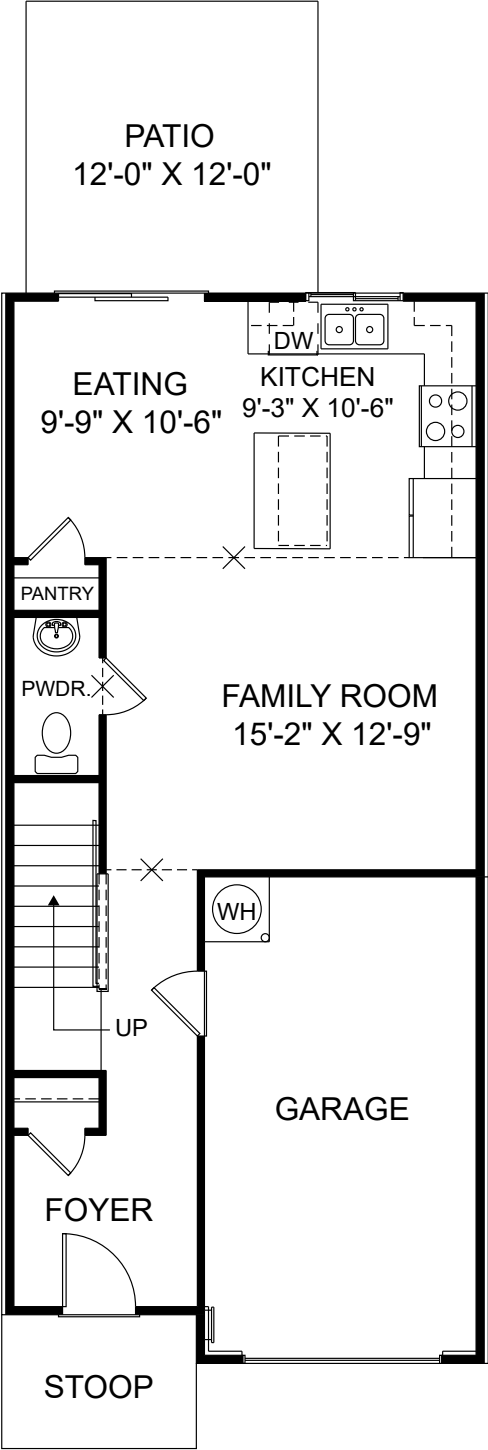 PATIO
12'-0" X 12'-0"
DW
EATING
9'-9" X 10'-6"
KITCHEN
9'-3" X 10'-6"
PANTRY
PWDR.
FAMILY ROOM
15'-2" X 12'-9"
WH
UP
GARAGE
FOYER
STOOP